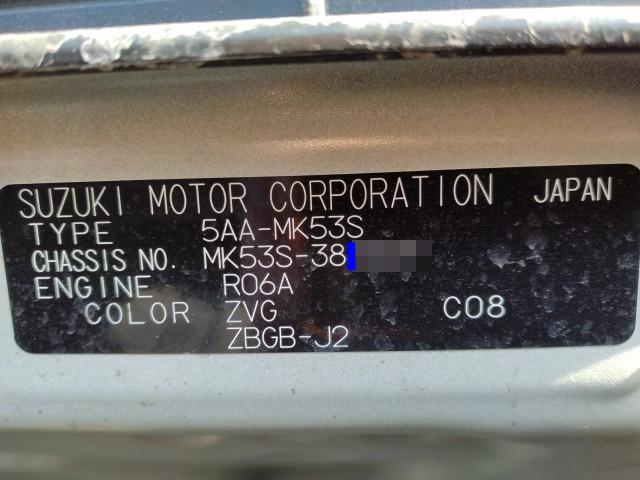 SUZUKI MOTOR CORPORATION JAPAN
TYPE 5AA-MK53S
CHASSIS NO. MK53S-38
ENGINE R06A
COLOR ZVG C08
ZBGB-J2